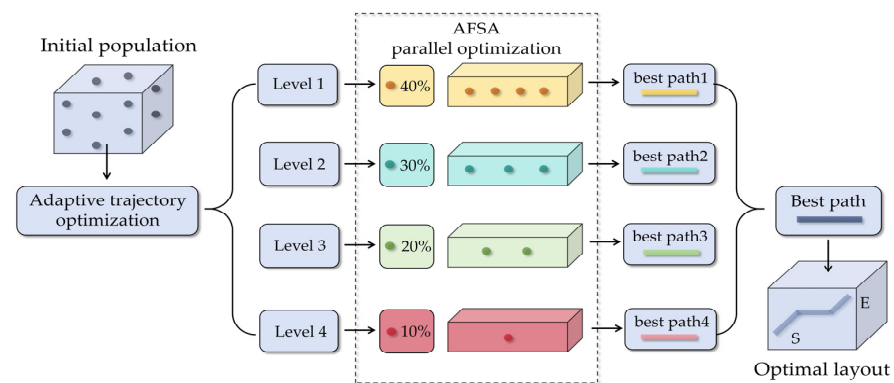 Initial population
AFSA
parallel optimization
Level 1
40%
best path1
Level 2
30%
best path2
Adaptive trajectory
optimization
Best path
Level 3
20%
best path3
Level 4
10%
best path4
E
S
Optimal layout